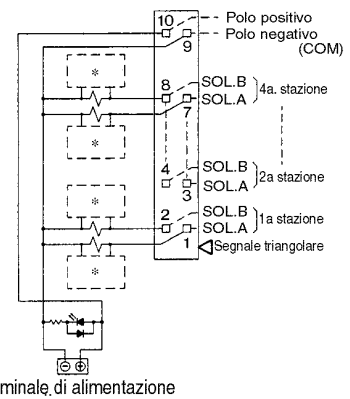 10
Polo positivo
Polo negativo
(COM)
9
*
8
SOL.B
4a. stazione
SOL.A
7
*
4
SOL.B
2a stazione
SOL.A
3
*
2
SOL.B
1a stazione
SOL.A
1
Segnale triangolare
*
minale di alimentazione